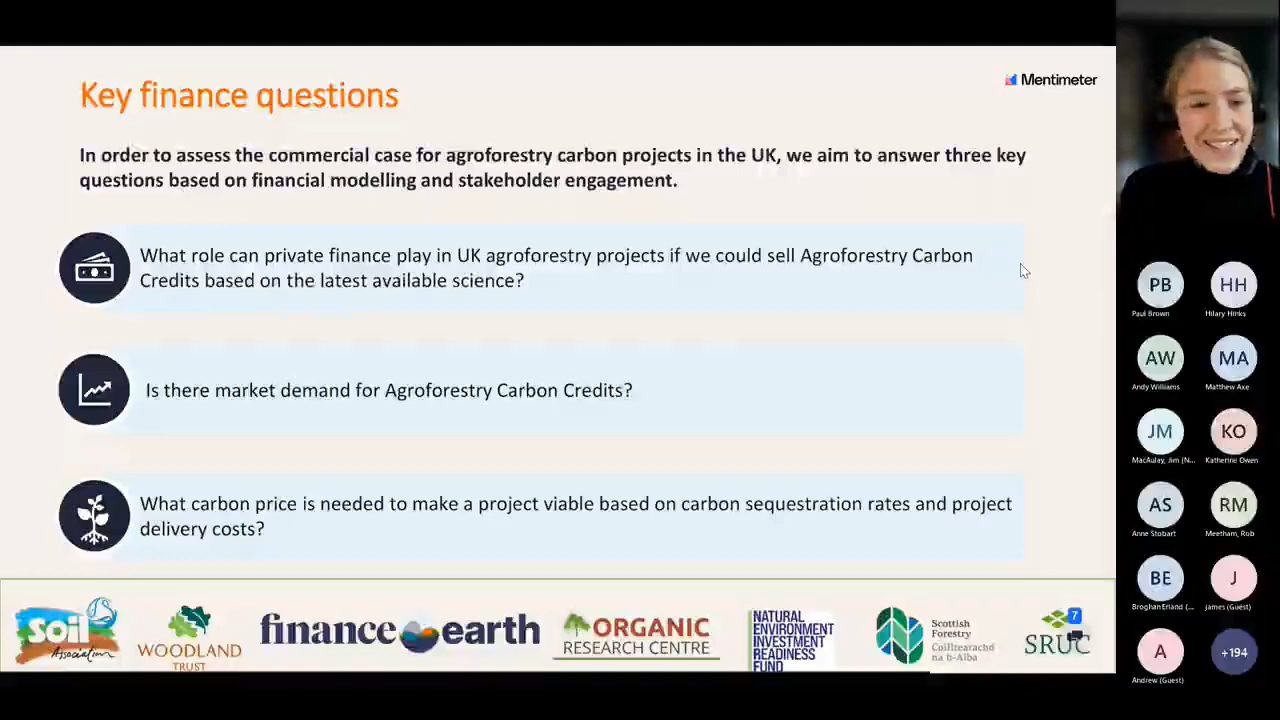 Key finance questions
Mentimeter
In order to assess the commercial case for agroforestry carbon projects in the UK, we aim to answer three key
questions based on financial modelling and stakeholder engagement.
What role can private finance play in UK agroforestry projects if we could sell Agroforestry Carbon
Credits based on the latest available science?
Is there market demand for Agroforestry Carbon Credits?
What carbon price is needed to make a project viable based on carbon sequestration rates and project
delivery costs?
Soil
Association
WOODLAND
TRUST
finance earth
ORGANIC
RESEARCH CENTRE
NATURAL
ENVIRONMENT
INVESTMENT
READINESS
FUND
Scottish
Forestry
Coilltearachd
na h-Alba
SRUC
7
PB
Paul Brown
HH
Hilary Hinks
AW
Andy Williams
MA
Matthew Axe
JM
MacAulay, Jim (N...
KO
Katherine Owen
AS
Anne Stobart
RM
Meetham, Rob
BE
Broghan Erland (...
J
james (Guest)
A
Andrew (Guest)
+194